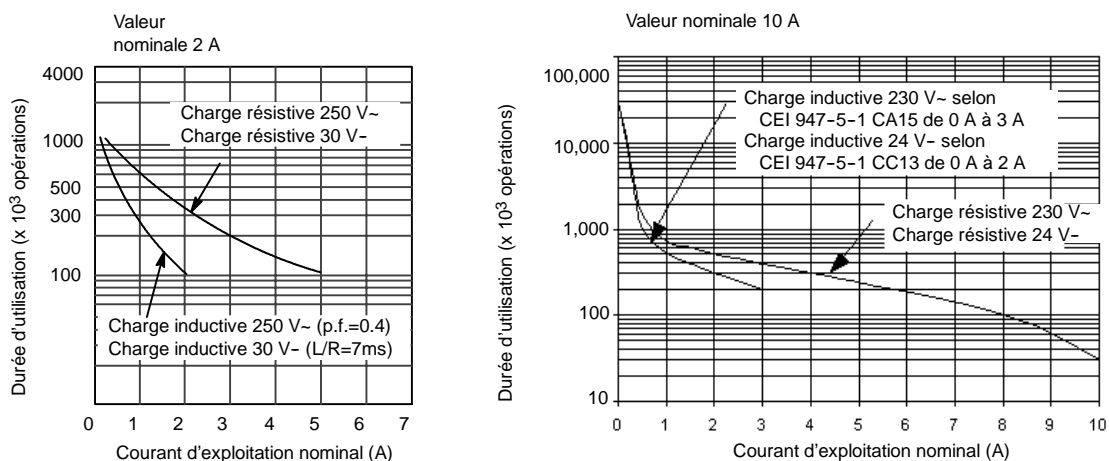 Valeur
nominale 2 A
4000
1000
500
300
100
0 1 2 3 4 5 6 7
Durée d'utilisation (x 10³ opérations)
Courant d'exploitation nominal (A)
Charge résistive 250 V~
Charge résistive 30 V-
Charge inductive 250 V~ (p.f.=0.4)
Charge inductive 30 V- (L/R=7ms)
Valeur nominale 10 A
100,000
10,000
1,000
100
10
0 1 2 3 4 5 6 7 8 9 10
Durée d'utilisation (x 10³ opérations)
Courant d'exploitation nominal (A)
Charge inductive 230 V~ selon
CEI 947-5-1 CA15 de 0 A à 3 A
Charge inductive 24 V- selon
CEI 947-5-1 CC13 de 0 A à 2 A
Charge résistive 230 V~
Charge résistive 24 V-